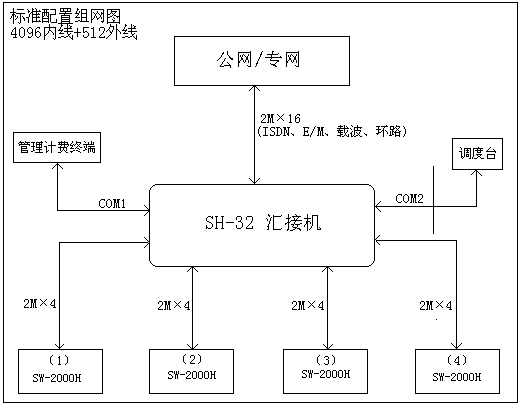 标准配置组网图
4096内线+512外线
公网/专网
2M×16
(ISDN、E/M、载波、环路)
管理计费终端
调度台
COM1
COM2
SH-32 汇接机
2M×4
2M×4
2M×4
2M×4
(1)
SW-2000H
(2)
SW-2000H
(3)
SW-2000H
(4)
SW-2000H